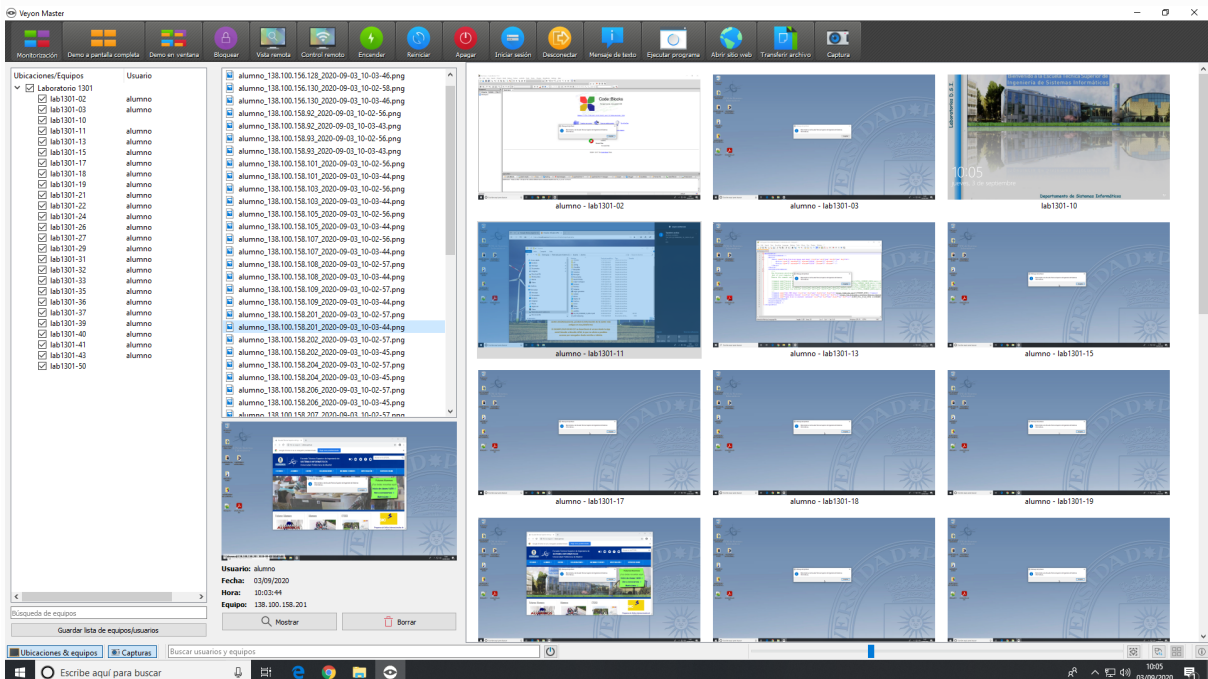 Veyon Master
Monitorización
Demo a pantalla completa
Demo en ventana
Bloquear
Vista remota
Control remoto
Encender
Reiniciar
Apagar
Iniciar sesión
Desconectar
Mensaje de texto
Ejecutar programa
Abrir sitio web
Transferir archivo
Captura
Ubicaciones/Equipos Usuario
Laboratorio 1301
lab1301-02 alumno
lab1301-03 alumno
lab1301-10
lab1301-11 alumno
lab1301-13 alumno
lab1301-15 alumno
lab1301-17 alumno
lab1301-18 alumno
lab1301-19 alumno
lab1301-21 alumno
lab1301-22 alumno
lab1301-24 alumno
lab1301-26 alumno
lab1301-27 alumno
lab1301-29 alumno
lab1301-31 alumno
lab1301-32 alumno
lab1301-33 alumno
lab1301-35 alumno
lab1301-36 alumno
lab1301-37 alumno
lab1301-39 alumno
lab1301-40 alumno
lab1301-41 alumno
lab1301-43 alumno
lab1301-50
Búsqueda de equipos
Guardar lista de equipos/usuarios
alumno_138.100.156.128_2020-09-03_10-03-46.png
alumno_138.100.156.130_2020-09-03_10-02-58.png
alumno_138.100.156.130_2020-09-03_10-03-46.png
alumno_138.100.158.92_2020-09-03_10-02-56.png
alumno_138.100.158.92_2020-09-03_10-03-43.png
alumno_138.100.158.93_2020-09-03_10-02-56.png
alumno_138.100.158.93_2020-09-03_10-03-43.png
alumno_138.100.158.101_2020-09-03_10-02-56.png
alumno_138.100.158.101_2020-09-03_10-03-44.png
alumno_138.100.158.103_2020-09-03_10-02-56.png
alumno_138.100.158.103_2020-09-03_10-03-44.png
alumno_138.100.158.105_2020-09-03_10-02-56.png
alumno_138.100.158.105_2020-09-03_10-03-44.png
alumno_138.100.158.107_2020-09-03_10-02-56.png
alumno_138.100.158.107_2020-09-03_10-03-44.png
alumno_138.100.158.108_2020-09-03_10-02-57.png
alumno_138.100.158.108_2020-09-03_10-03-44.png
alumno_138.100.158.109_2020-09-03_10-02-57.png
alumno_138.100.158.109_2020-09-03_10-03-44.png
alumno_138.100.158.201_2020-09-03_10-02-57.png
alumno_138.100.158.201_2020-09-03_10-03-44.png
alumno_138.100.158.202_2020-09-03_10-02-57.png
alumno_138.100.158.202_2020-09-03_10-03-45.png
alumno_138.100.158.204_2020-09-03_10-02-57.png
alumno_138.100.158.204_2020-09-03_10-03-45.png
alumno_138.100.158.206_2020-09-03_10-02-57.png
alumno_138.100.158.206_2020-09-03_10-03-45.png
alumno_138.100.158.207_2020-09-03_10-02-57.png
Usuario: alumno
Fecha: 03/09/2020
Hora: 10:03:44
Equipo: 138.100.158.201
Mostrar
Borrar
Code::Blocks
alumno - lab1301-02
alumno - lab1301-03
Ingeniería de Sistemas Informáticos
Laboratorios D.S.I.
10:05
jueves, 3 de septiembre
Departamento de Sistemas Informáticos
lab1301-10
alumno - lab1301-11
alumno - lab1301-13
alumno - lab1301-15
alumno - lab1301-17
alumno - lab1301-18
alumno - lab1301-19
Ubicaciones & equipos
Capturas
Buscar usuarios y equipos
Escribe aquí para buscar
10:05
03/09/2020